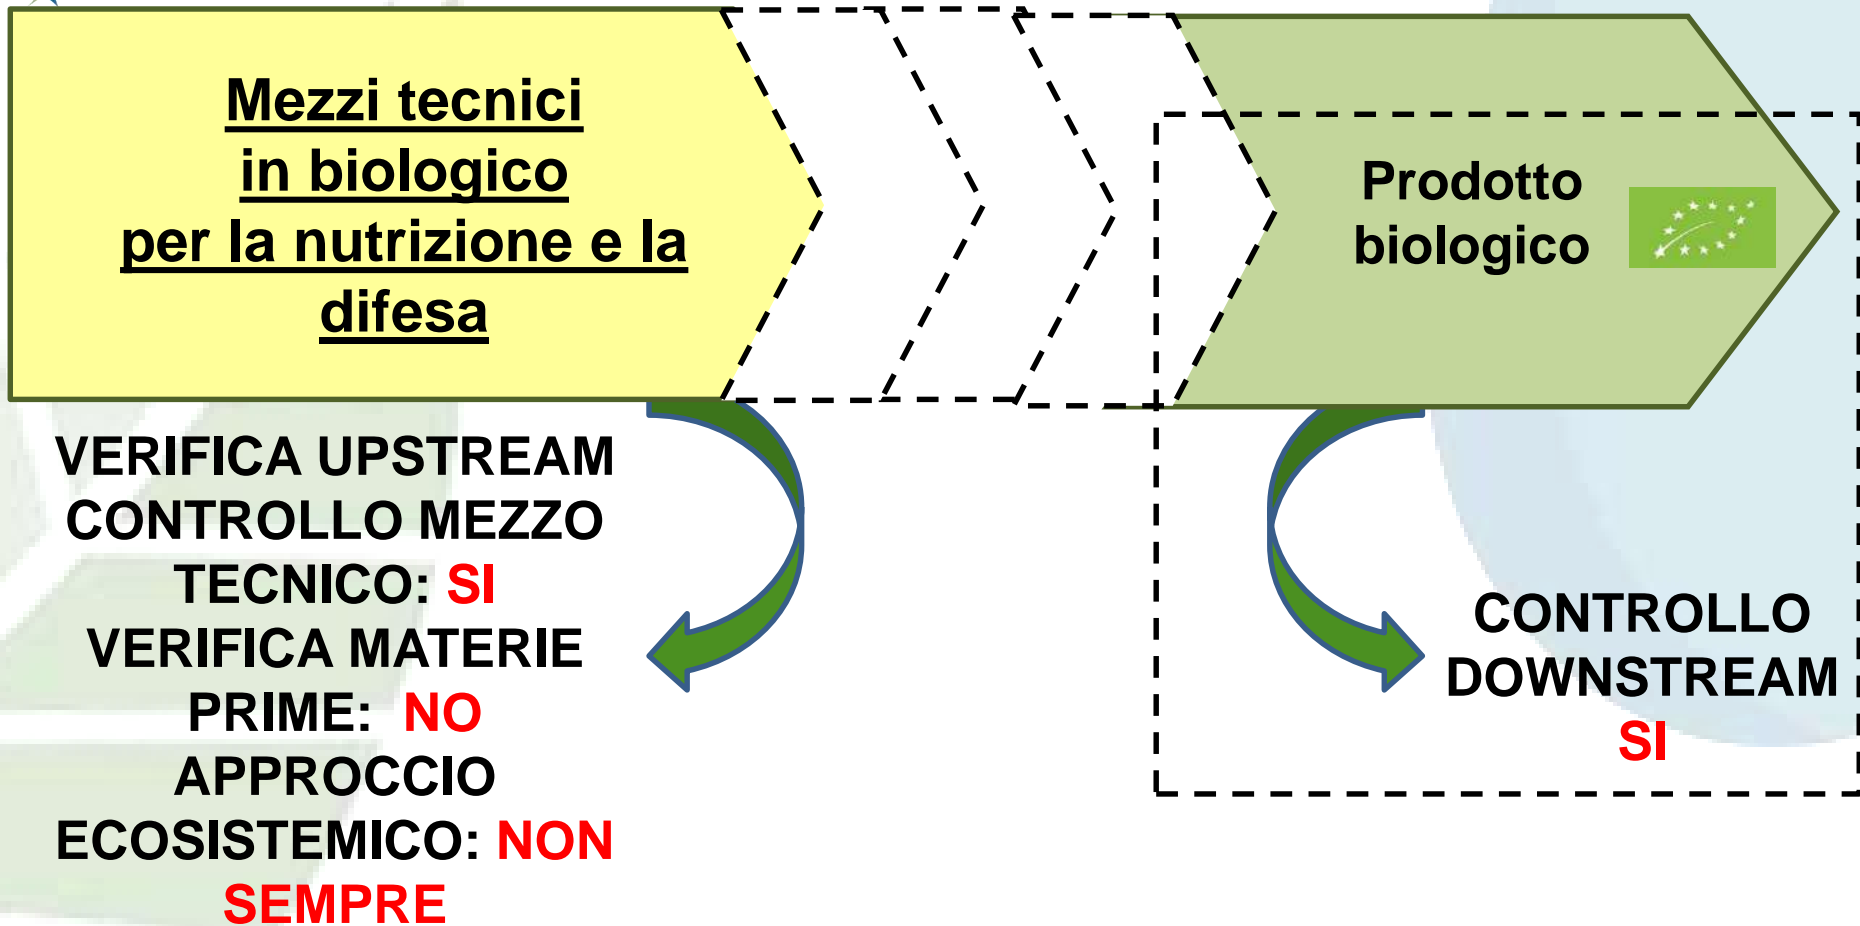 Mezzi tecnici
in biologico
per la nutrizione e la
difesa
Prodotto
biologico
VERIFICA UPSTREAM
CONTROLLO MEZZO
TECNICO: SI
VERIFICA MATERIE
PRIME: NO
APPROCCIO
ECOSISTEMICO: NON
SEMPRE
CONTROLLO
DOWNSTREAM
SI